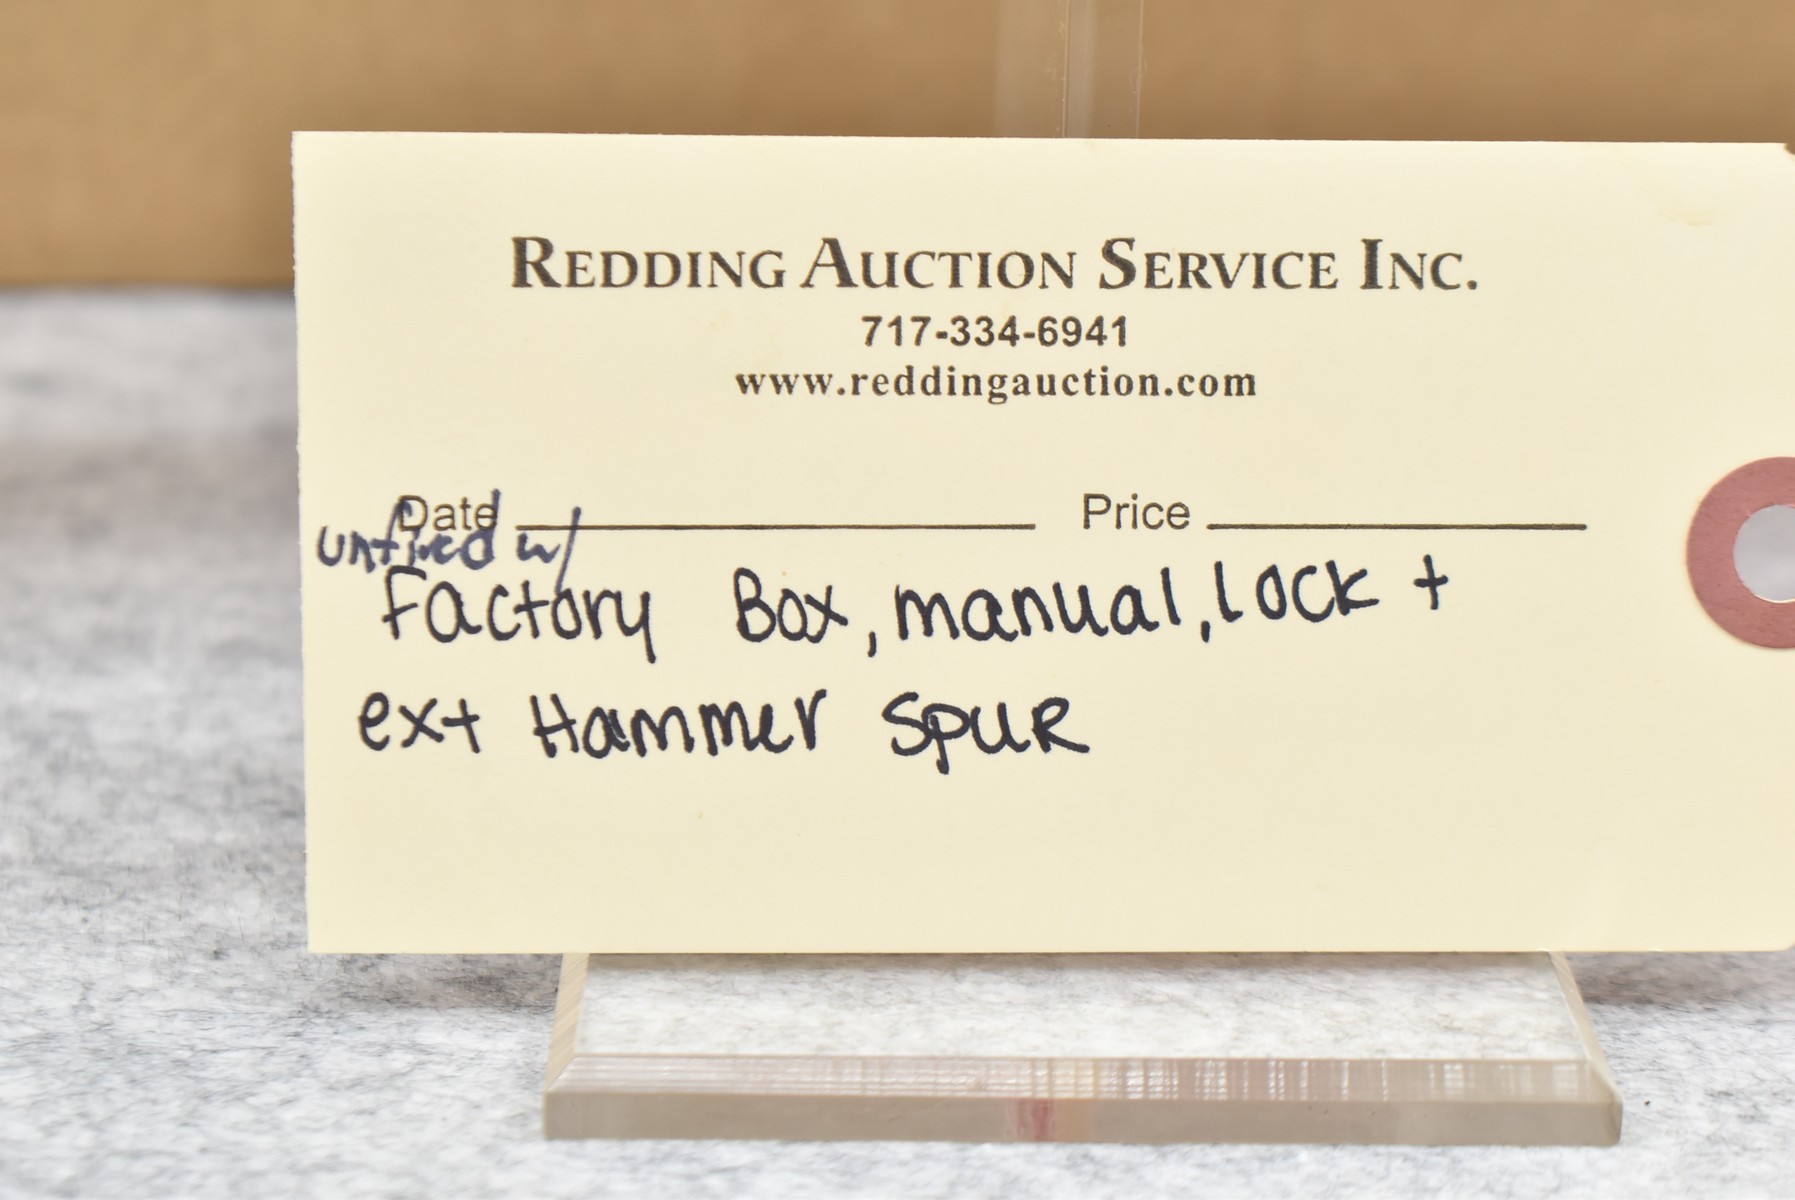 REDDING AUCTION SERVICE INC.
717-334-6941
www.reddingauction.com
Date Price
unfired w/
Factory Box, manual, lock +
ext Hammer Spur